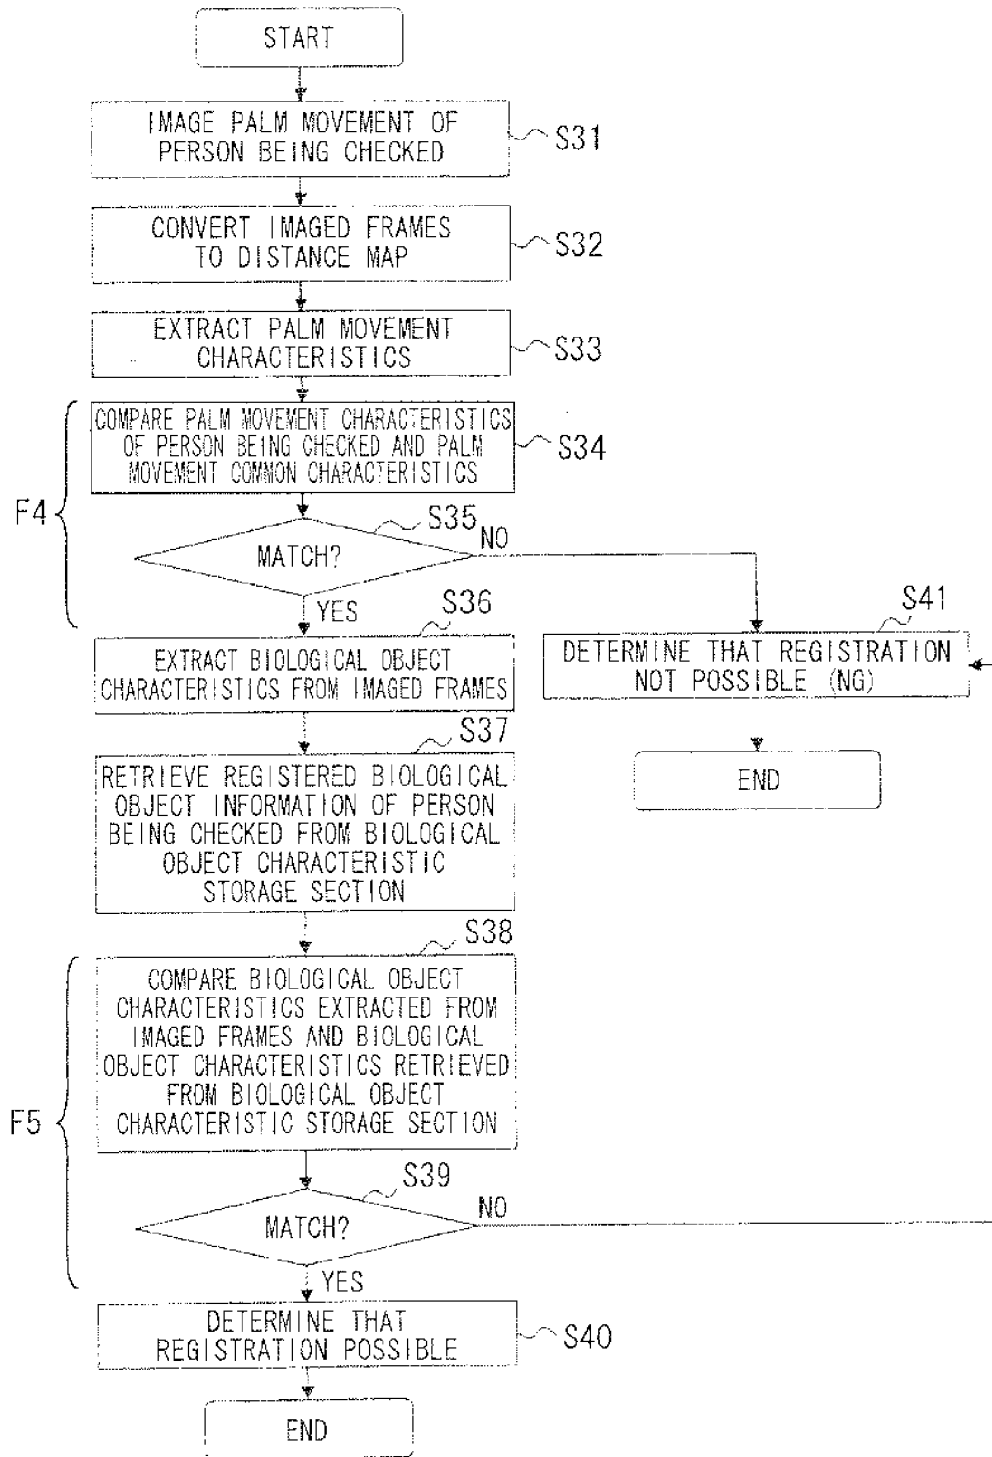 START
IMAGE PALM MOVEMENT OF
PERSON BEING CHECKED
S31
CONVERT IMAGED FRAMES
TO DISTANCE MAP
S32
EXTRACT PALM MOVEMENT
CHARACTERISTICS
S33
COMPARE PALM MOVEMENT CHARACTERISTICS
OF PERSON BEING CHECKED AND PALM
MOVEMENT COMMON CHARACTERISTICS
S34
F4
S35
MATCH?
NO
YES
S36
EXTRACT BIOLOGICAL OBJECT
CHARACTERISTICS FROM IMAGED FRAMES
S41
DETERMINE THAT REGISTRATION
NOT POSSIBLE (NG)
END
S37
RETRIEVE REGISTERED BIOLOGICAL
OBJECT INFORMATION OF PERSON
BEING CHECKED FROM BIOLOGICAL
OBJECT CHARACTERISTIC
STORAGE SECTION
S38
COMPARE BIOLOGICAL OBJECT
CHARACTERISTICS EXTRACTED FROM
IMAGED FRAMES AND BIOLOGICAL
OBJECT CHARACTERISTICS RETRIEVED
FROM BIOLOGICAL OBJECT
CHARACTERISTIC STORAGE SECTION
F5
S39
MATCH?
NO
YES
DETERMINE THAT
REGISTRATION POSSIBLE
S40
END